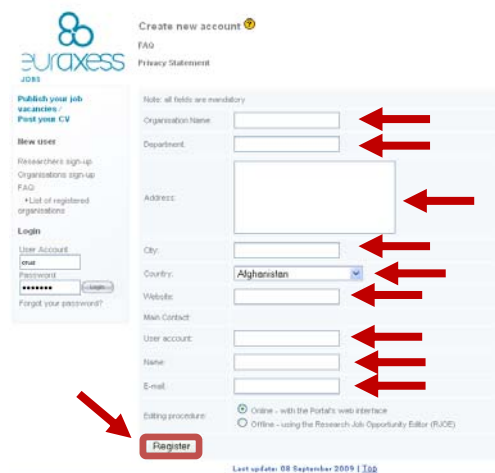 euraxess
JOBS
Create new account
FAQ
Privacy Statement
Publish your job
vacancies /
Post your CV
New user
Researchers sign-up
Organisations sign-up
FAQ
List of registered
organisations
Login
User Account
Password
Login
Forgot your password?
Note: all fields are mandatory
Organisation Name:
Department:
Address:
City:
Country:
Afghanistan
Website:
Main Contact:
User account:
Name:
E-mail:
Editing procedure:
Online - with the Portal's web interface
Offline - using the Research Job Opportunity Editor (RJOE)
Register
Last update: 08 September 2009 | Top